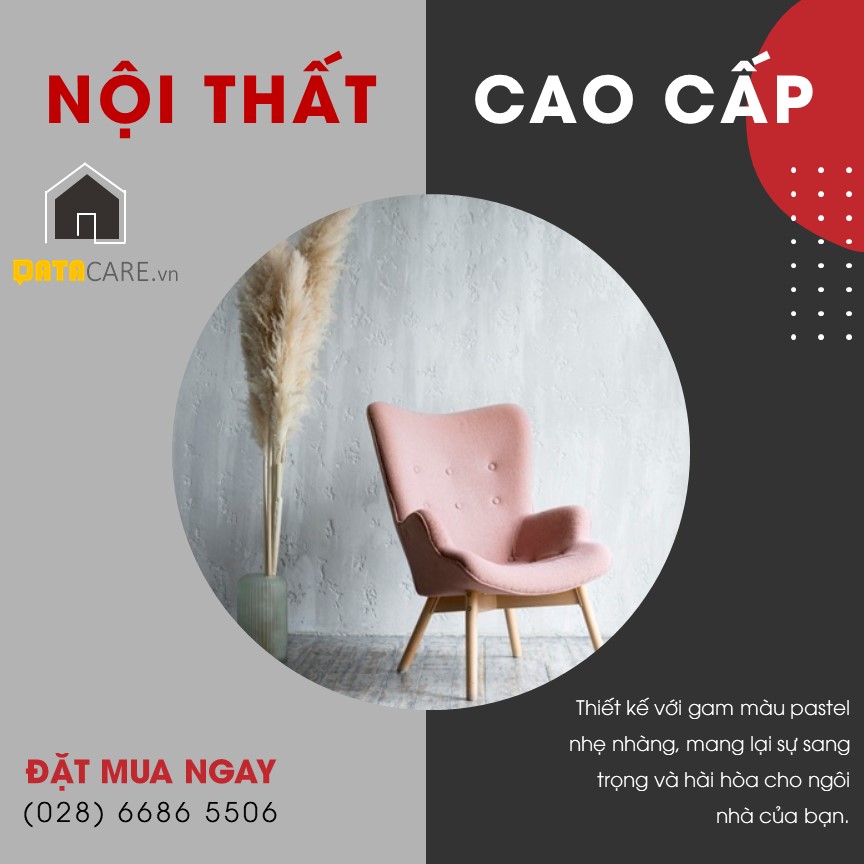 NỘI THẤT CAO CẤP
DATACARE.vn
Thiết kế với gam màu pastel
nhẹ nhàng, mang lại sự sang
trọng và hài hòa cho ngôi
nhà của bạn.
ĐẶT MUA NGAY
(028) 6686 5506